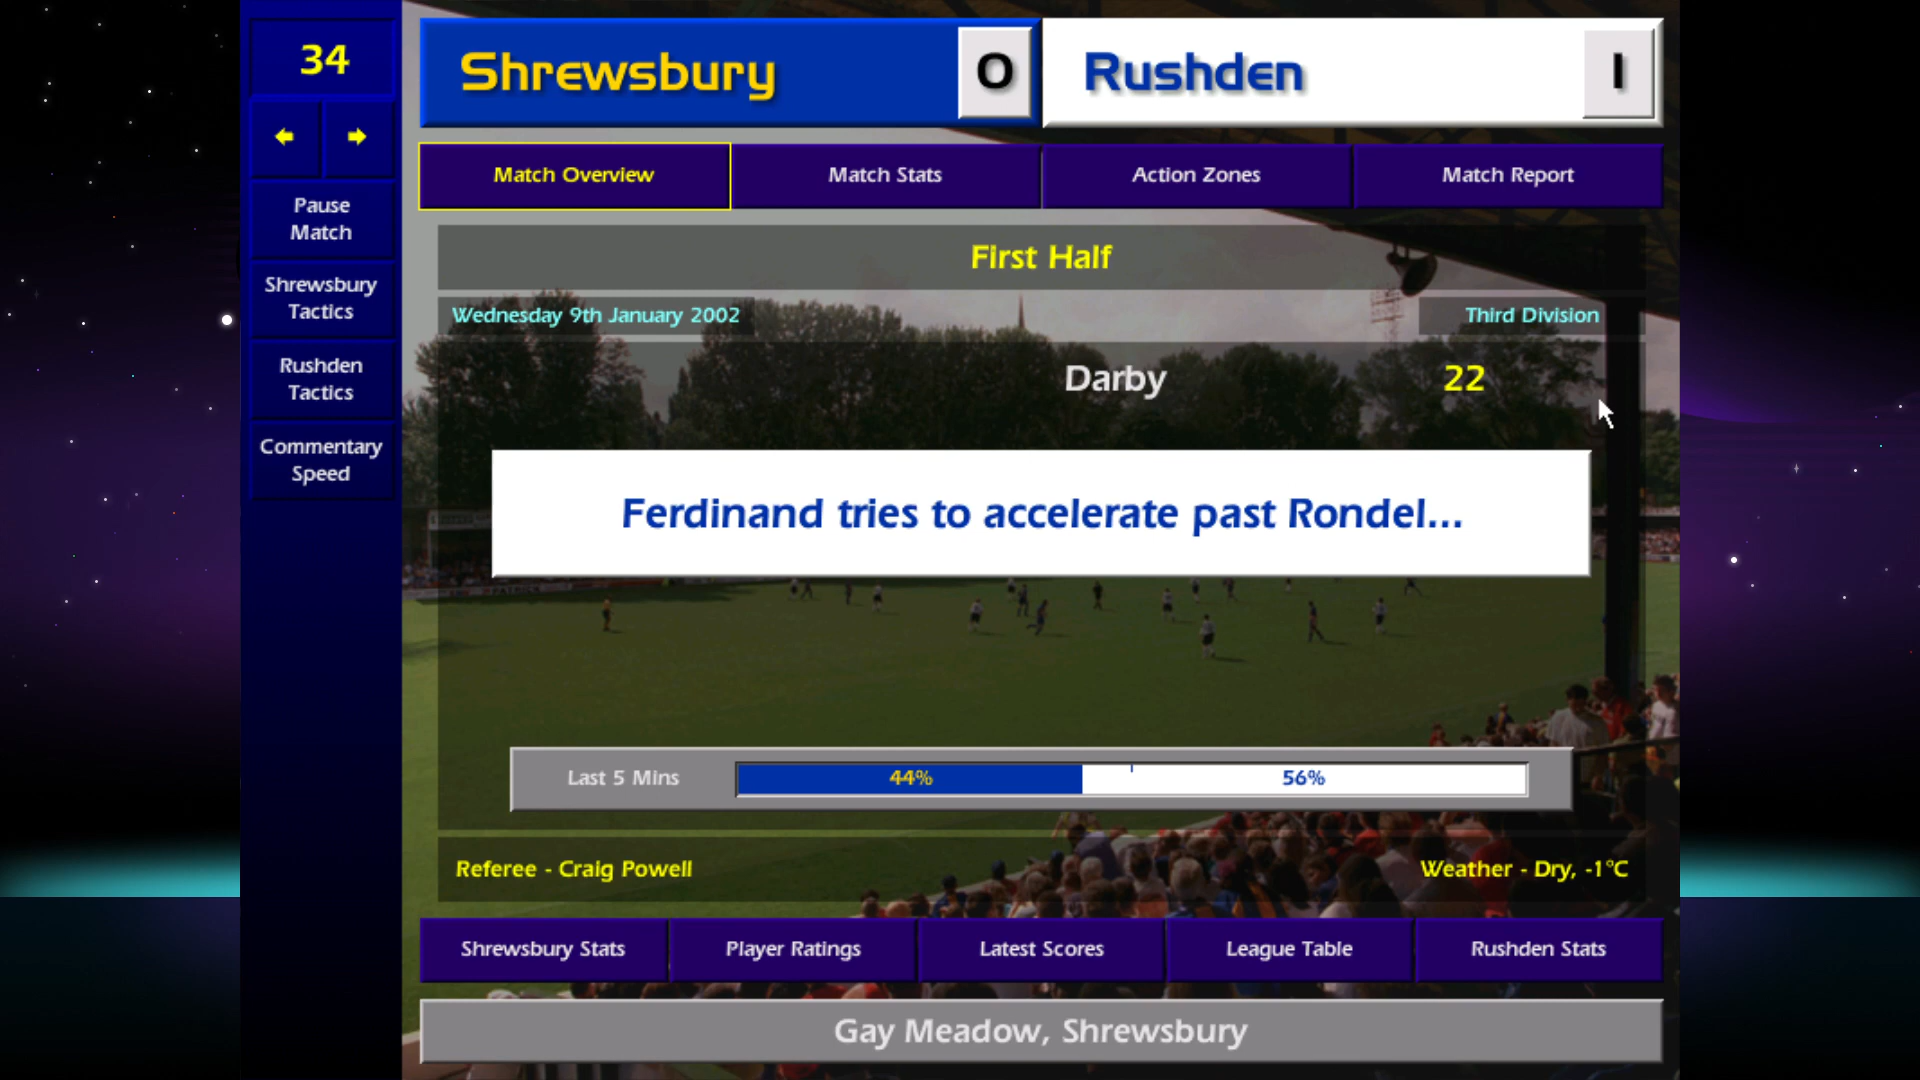 34
Shrewsbury 0 Rushden 1
Pause
Match
Shrewsbury
Tactics
Rushden
Tactics
Commentary
Speed
Match Overview Match Stats Action Zones Match Report
First Half
Wednesday 9th January 2002 Third Division
Darby 22
Ferdinand tries to accelerate past Rondel...
Last 5 Mins 44% 56%
Referee - Craig Powell Weather - Dry, -1°C
Shrewsbury Stats Player Ratings Latest Scores League Table Rushden Stats
Gay Meadow, Shrewsbury